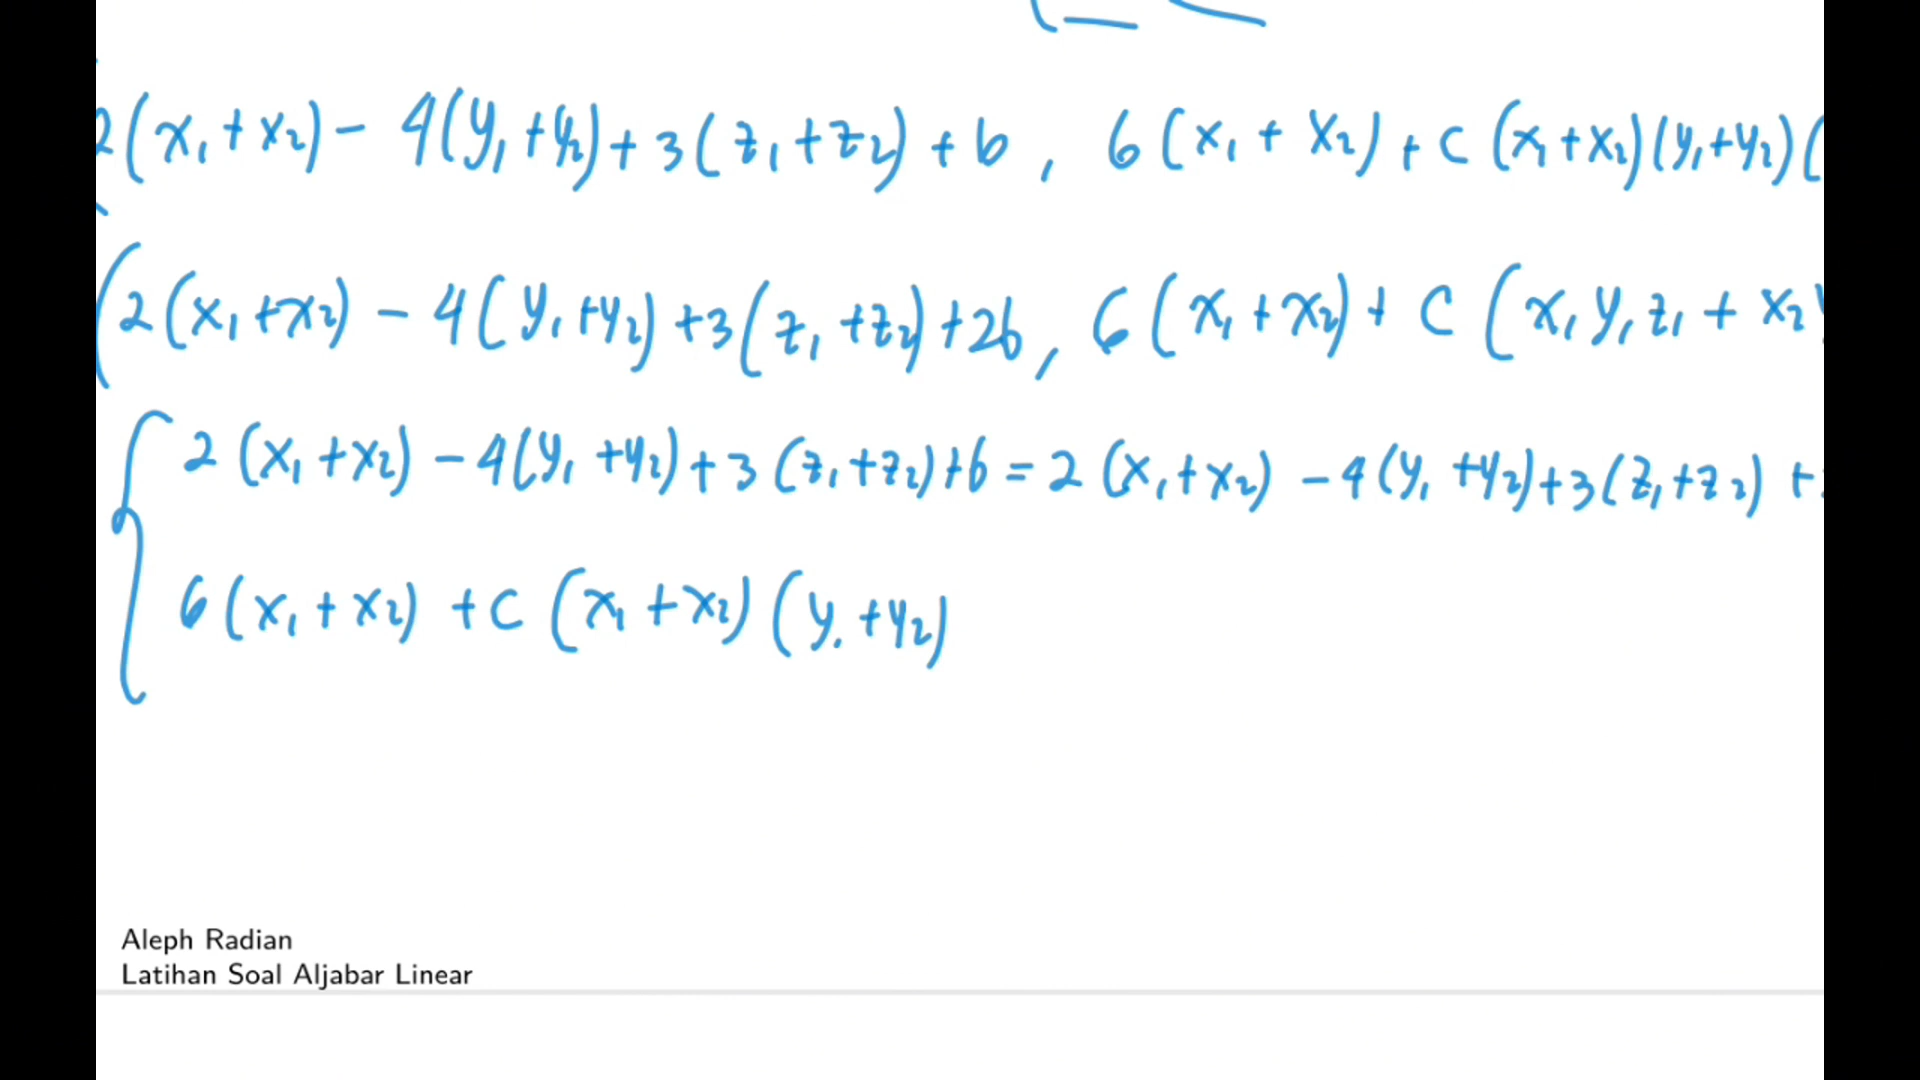 2(x₁+x₂) - 4(y₁+y₂) + 3(z₁+z₂) + b , 6(x₁+x₂) + c(x₁+x₂)(y₁+y₂)(
(2(x₁+x₂) - 4(y₁+y₂) + 3(z₁+z₂) + 2b , 6(x₁+x₂) + c(x₁y₁z₁ + x₂
{ 2(x₁+x₂) - 4(y₁+y₂) + 3(z₁+z₂) + b = 2(x₁+x₂) - 4(y₁+y₂) + 3(z₁+z₂) +
6(x₁+x₂) + c(x₁+x₂)(y₁+y₂)
Aleph Radian
Latihan Soal Aljabar Linear